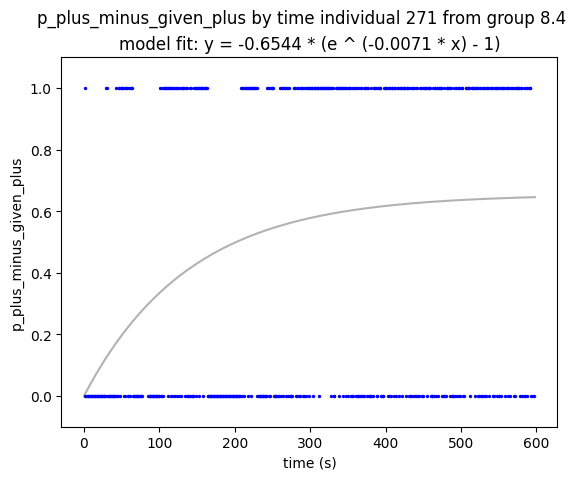 p_plus_minus_given_plus by time individual 271 from group 8.4
model fit: y = -0.6544 * (e ^ (-0.0071 * x) - 1)
1.0
0.8
0.6
0.4
0.2
0.0
p_plus_minus_given_plus
0 100 200 300 400 500 600
time (s)